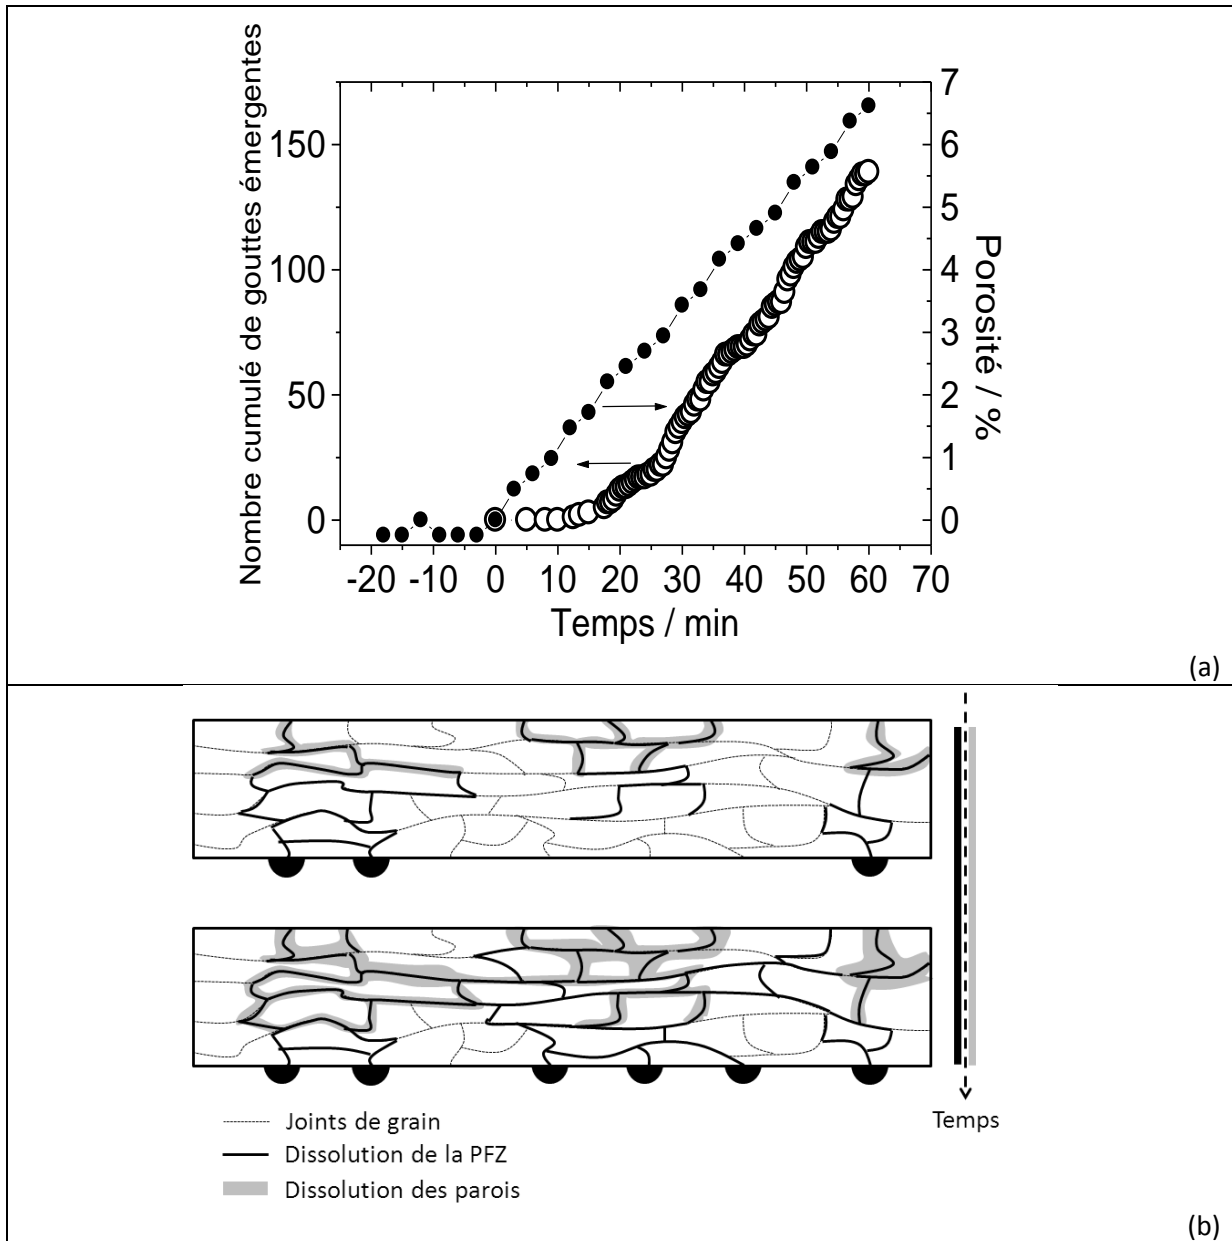 Nombre cumulé de gouttes émergentes
150
100
50
0
7
6
5
4
3
2
1
0
Porosité / %
-20 -10 0 10 20 30 40 50 60 70
Temps / min
(a)
Temps
Joints de grain
Dissolution de la PFZ
Dissolution des parois
(b)